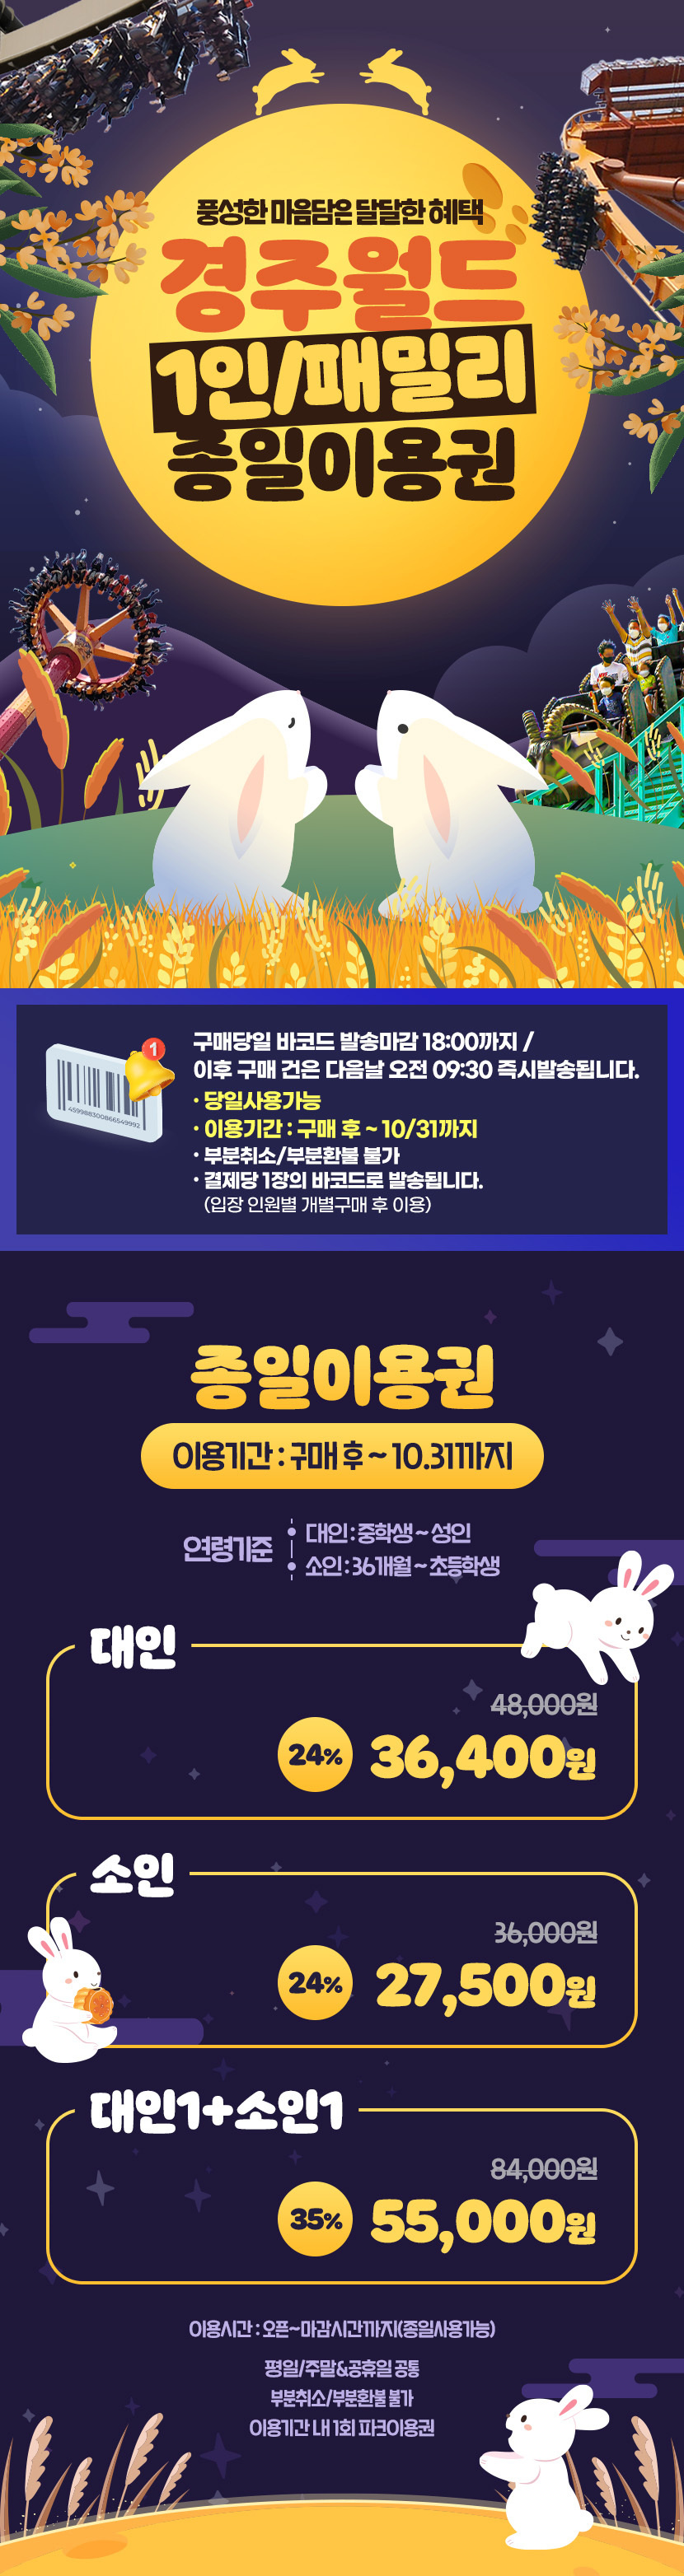 풍성한 마음담은 달달한 혜택
경주월드
1인/패밀리
종일이용권
1
459988300866549992
구매당일 바코드 발송마감 18:00까지 /
이후 구매 건은 다음날 오전 09:30 즉시발송됩니다.
· 당일사용가능
· 이용기간 : 구매 후 ~ 10/31까지
· 부분취소/부분환불 불가
· 결제당 1장의 바코드로 발송됩니다.
(입장 인원별 개별구매 후 이용)
종일이용권
이용기간 : 구매 후 ~ 10.31까지
연령기준
대인 : 중학생 ~ 성인
소인 : 36개월 ~ 초등학생
대인
48,000원
24% 36,400원
소인
36,000원
24% 27,500원
대인1+소인1
84,000원
35% 55,000원
이용시간 : 오픈~마감시간까지(종일사용가능)
평일/주말&공휴일 공통
부분취소/부분환불 불가
이용기간 내 1회 파크이용권